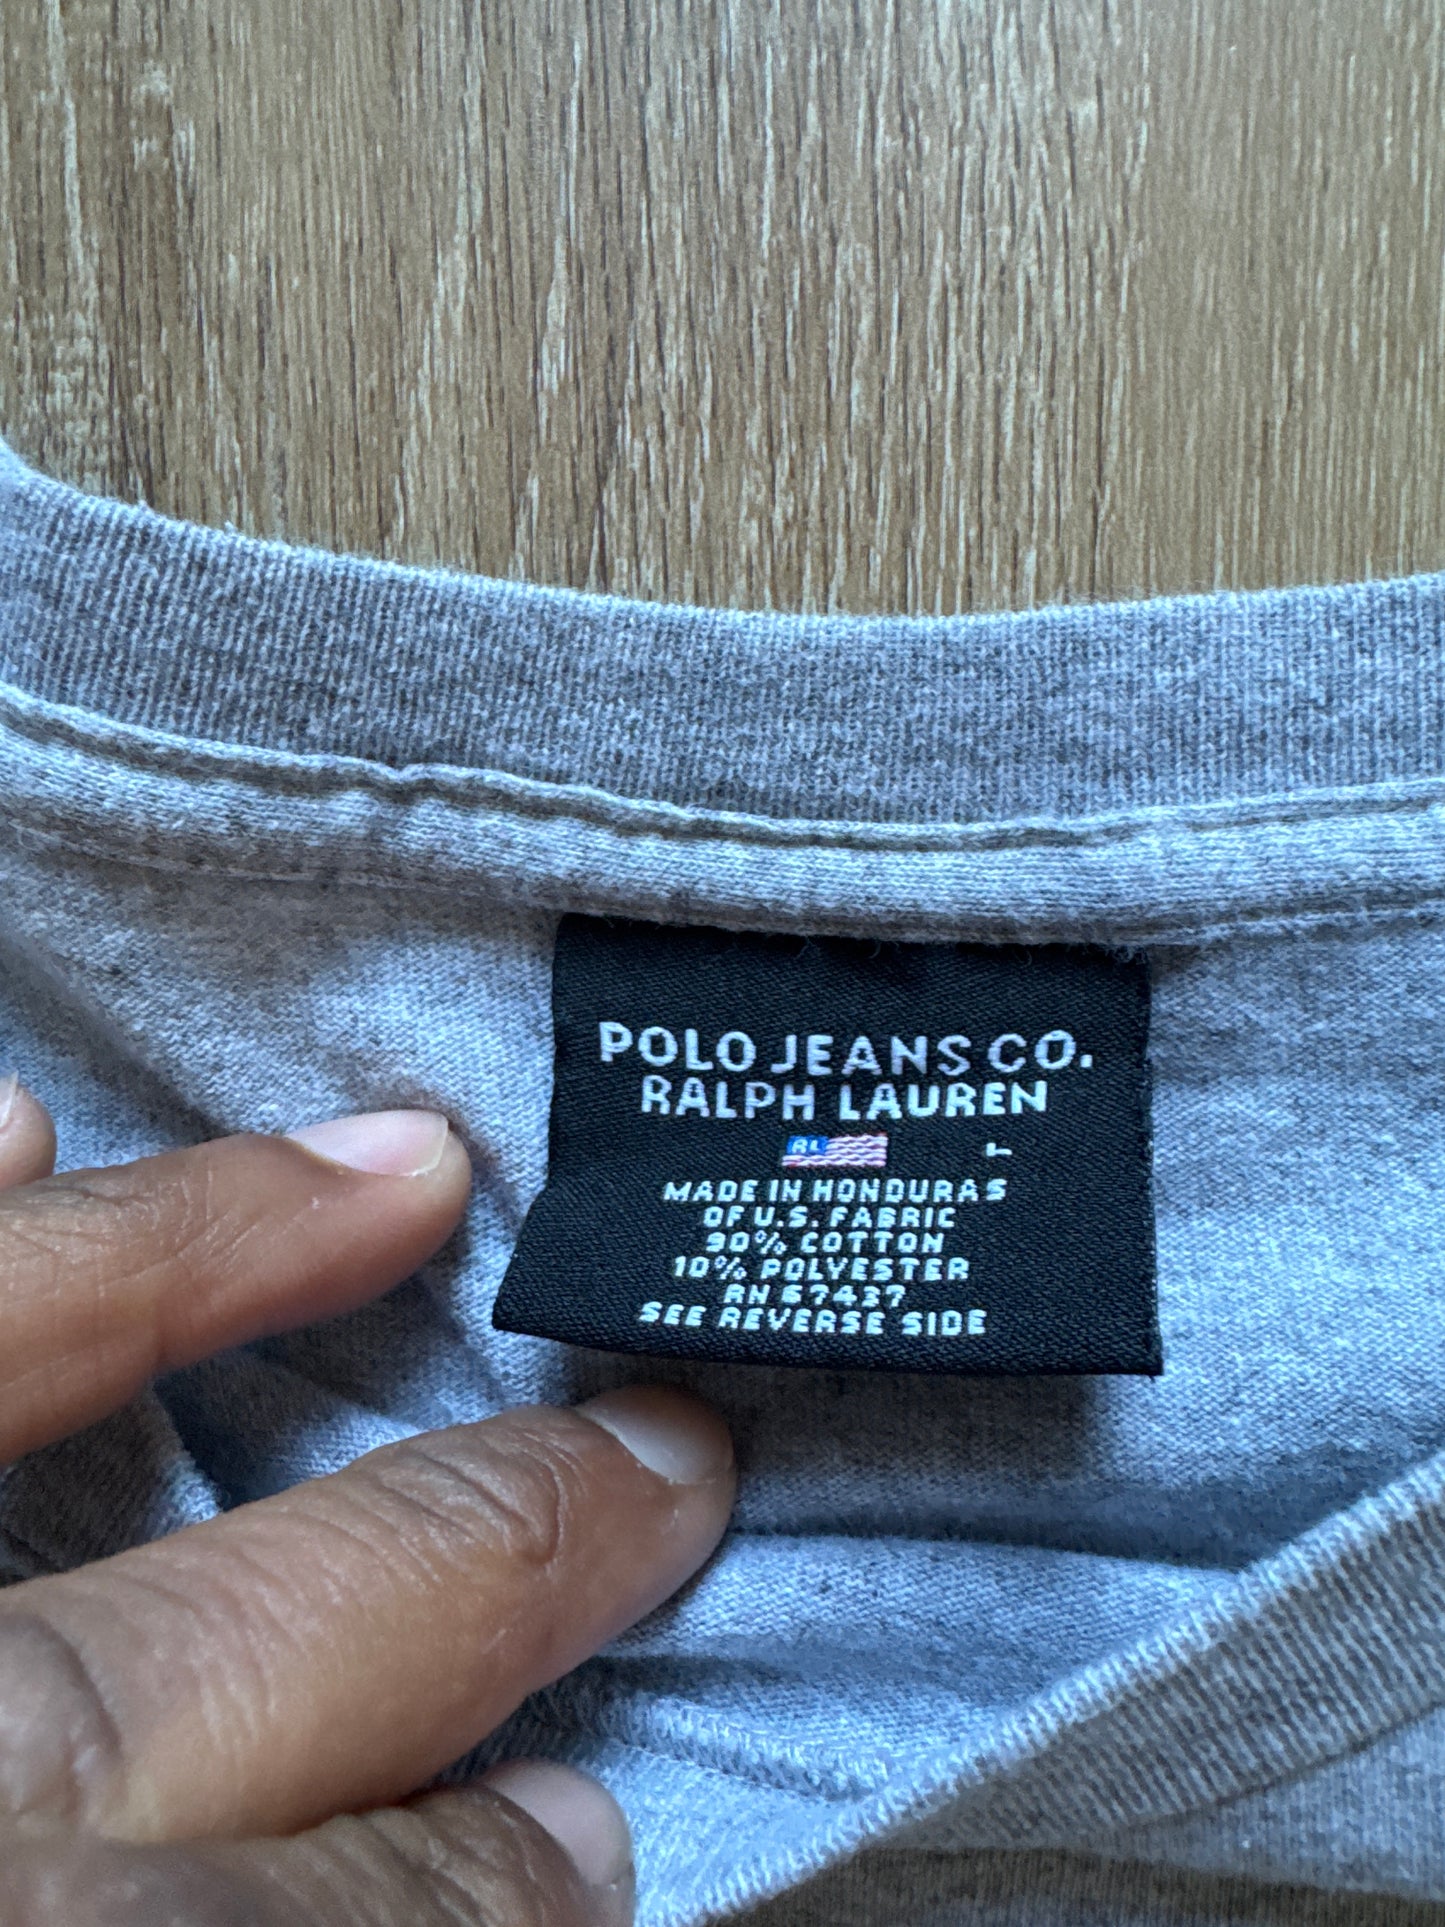 POLO JEANS CO.
RALPH LAUREN
RL L
MADE IN HONDURAS
OF U.S. FABRIC
90% COTTON
10% POLYESTER
RN 67437
SEE REVERSE SIDE